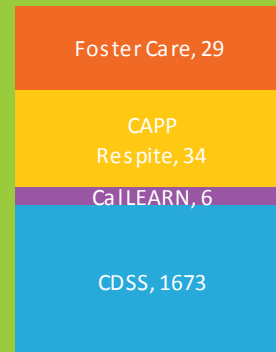 Foster Care, 29
CAPP
Respite, 34
CalLEARN, 6
CDSS, 1673